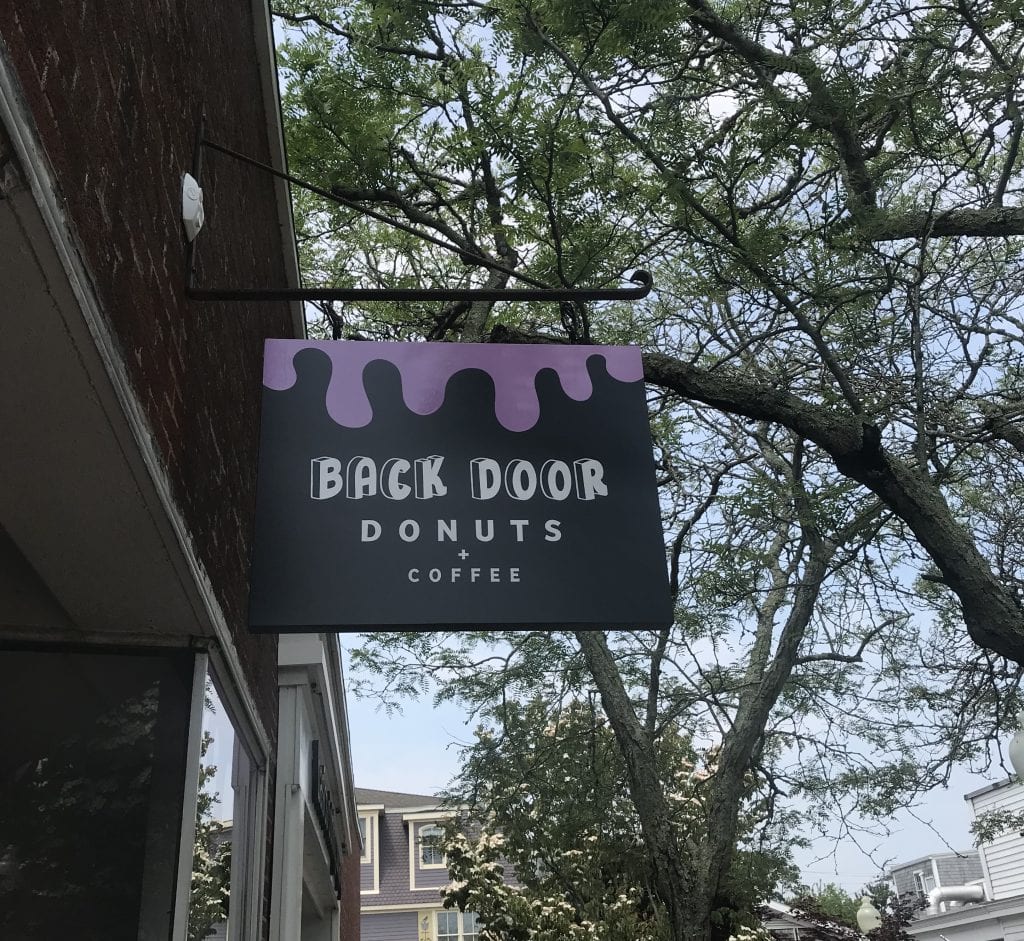 BACK DOOR
DONUTS
+
COFFEE